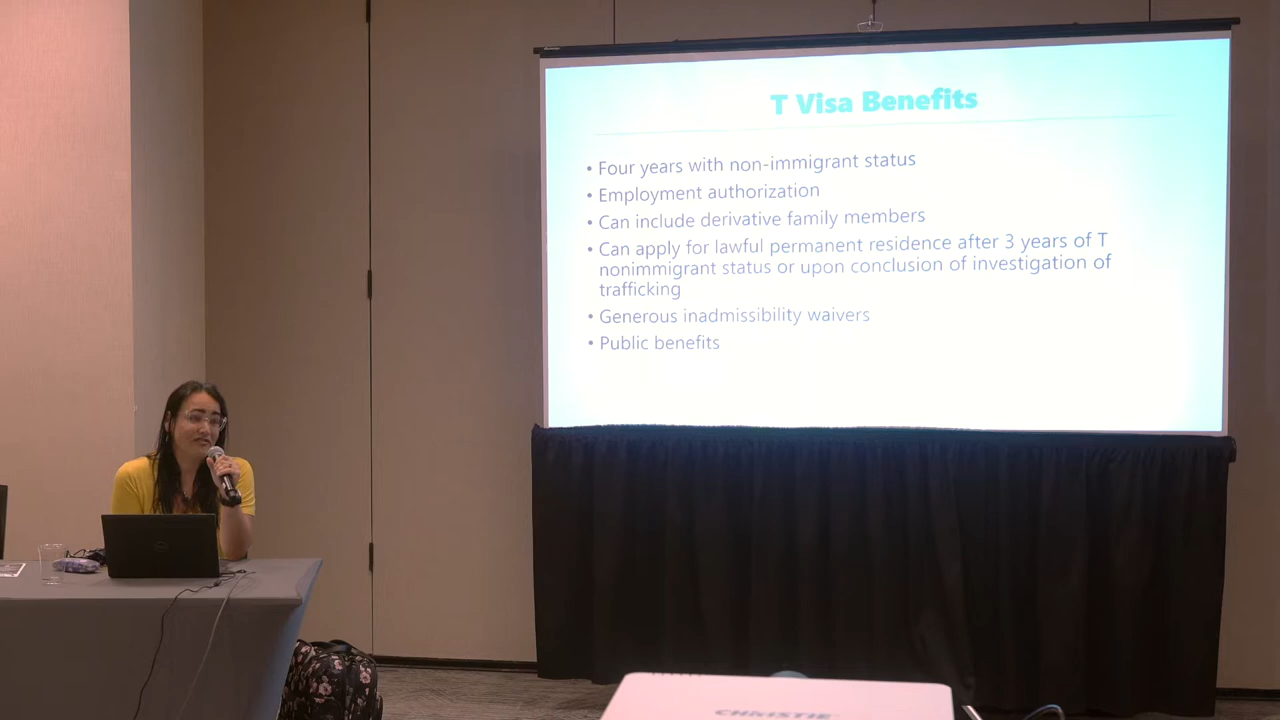 T Visa Benefits
• Four years with non-immigrant status
• Employment authorization
• Can include derivative family members
• Can apply for lawful permanent residence after 3 years of T
nonimmigrant status or upon conclusion of investigation of
trafficking
• Generous inadmissibility waivers
• Public benefits
CHRISTIE